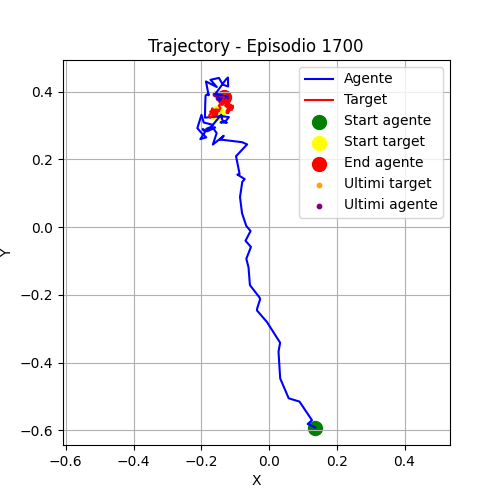 Trajectory - Episodio 1700
Agente
Target
Start agente
Start target
End agente
Ultimi target
Ultimi agente
0.4
0.2
0.0
−0.2
−0.4
−0.6
Y
−0.6
−0.4
−0.2
0.0
0.2
0.4
X